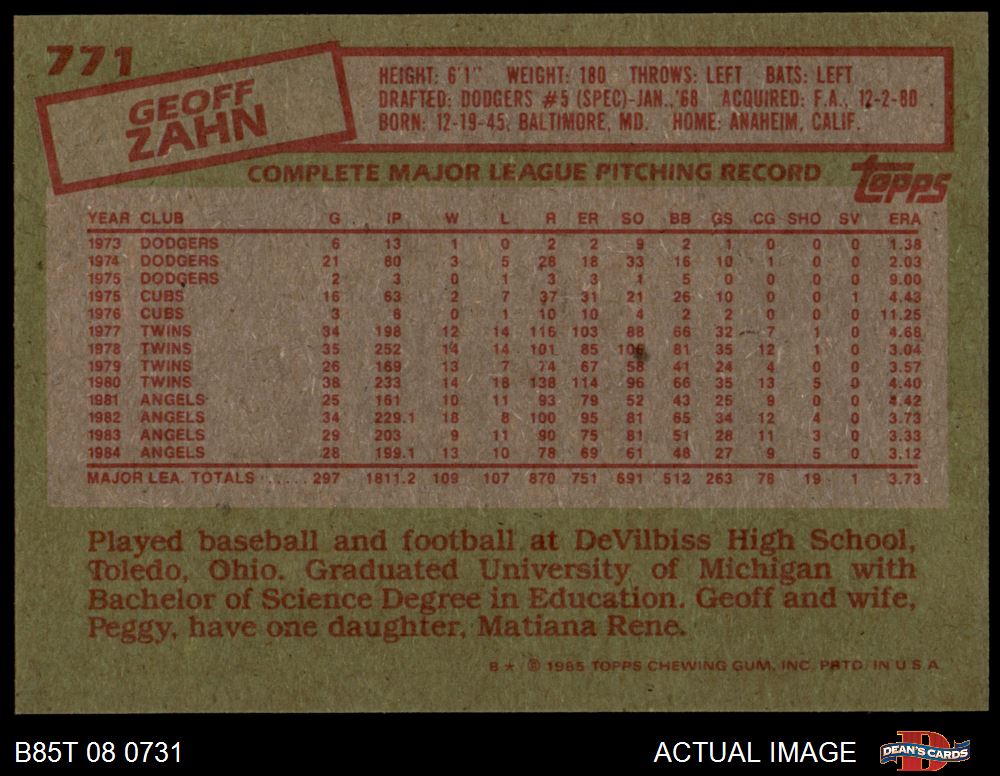 771
GEOFF
ZAHN
HEIGHT: 6'1" WEIGHT: 180 THROWS: LEFT BATS: LEFT
DRAFTED: DODGERS #5 (SPEC)-JAN.,'68 ACQUIRED: F.A., 12-2-80
BORN: 12-19-45, BALTIMORE, MD. HOME: ANAHEIM, CALIF.
COMPLETE MAJOR LEAGUE PITCHING RECORD
Topps
YEAR CLUB G IP W L R ER SO BB GS CG SHO SV ERA
1973 DODGERS 6 13 1 0 2 2 9 2 1 0 0 0 1.38
1974 DODGERS 21 80 3 5 28 18 33 16 10 1 0 0 2.03
1975 DODGERS 2 3 0 1 3 3 1 5 0 0 0 0 9.00
1975 CUBS 16 63 2 7 37 31 21 26 10 0 0 1 4.43
1976 CUBS 3 8 0 1 10 10 4 2 2 0 0 0 11.25
1977 TWINS 34 198 12 14 116 103 88 66 32 7 1 0 4.68
1978 TWINS 35 252 14 14 101 85 106 81 35 12 1 0 3.04
1979 TWINS 26 169 13 7 74 67 58 41 24 4 0 0 3.57
1980 TWINS 38 233 14 18 138 114 96 66 35 13 5 0 4.40
1981 ANGELS 25 161 10 11 93 79 52 43 25 9 0 0 4.42
1982 ANGELS 34 229.1 18 8 100 95 81 65 34 12 4 0 3.73
1983 ANGELS 29 203 9 11 90 75 81 51 28 11 3 0 3.33
1984 ANGELS 28 199.1 13 10 78 69 61 48 27 9 5 0 3.12
MAJOR LEA. TOTALS ...... 297 1811.2 109 107 870 751 691 512 263 78 19 1 3.73
Played baseball and football at DeVilbiss High School,
Toledo, Ohio. Graduated University of Michigan with
Bachelor of Science Degree in Education. Geoff and wife,
Peggy, have one daughter, Matiana Rene.
B★ ® 1985 TOPPS CHEWING GUM, INC. PRTD. IN U S A
B85T 08 0731
ACTUAL IMAGE
D
DEAN'S CARDS